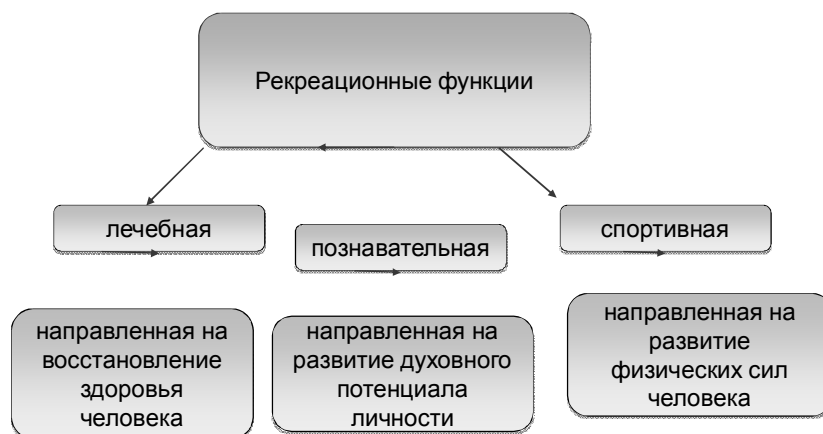 Рекреационные функции
лечебная
познавательная
спортивная
направленная на
восстановление
здоровья
человека
направленная на
развитие духовного
потенциала
личности
направленная на
развитие
физических сил
человека